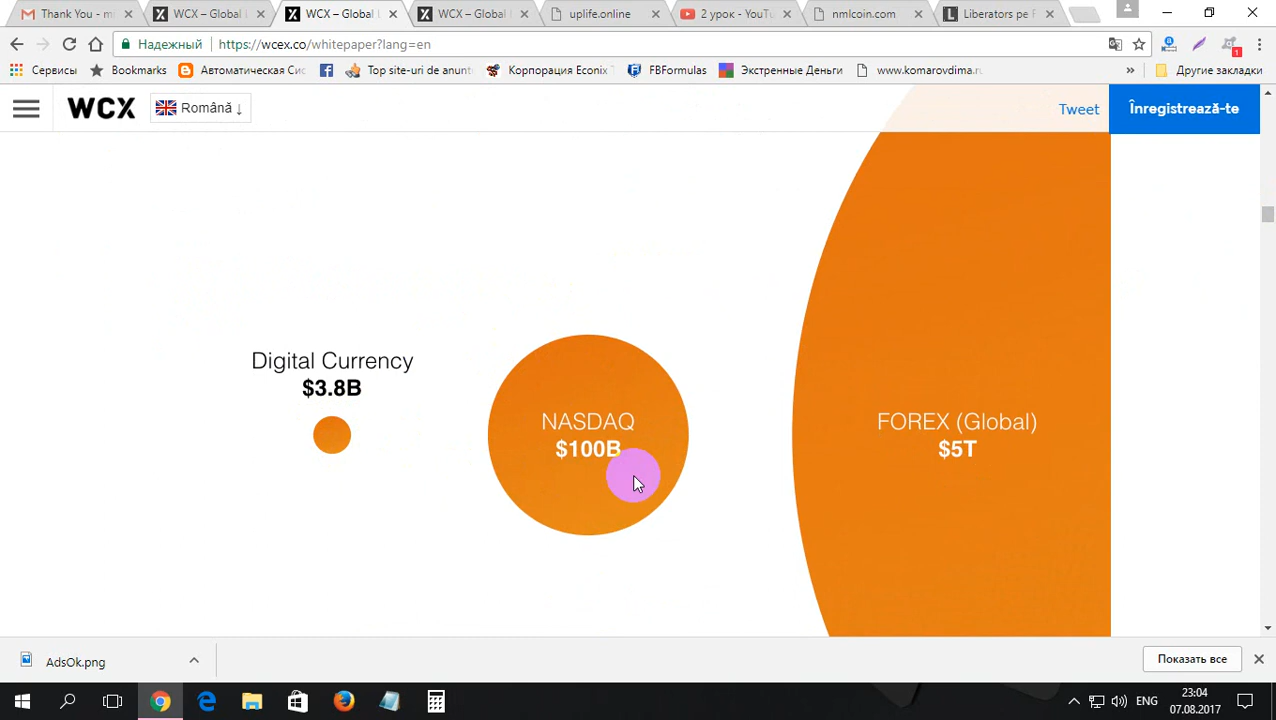 Thank You - mi
WCX – Global
WCX – Global
WCX— Global
uplife.online
2 урок - YouTu
nmlcoin.com
Liberators pe F
Надежный
https://wcex.co/whitepaper?lang=en
Сервисы
Bookmarks
Автоматическая Сис
Top site-uri de anunț
Корпорация Econix
FBFormulas
Экстренные Деньги
www.komarovdima.ru
»
Другие закладки
WCX
Română ↓
Tweet
Înregistrează-te
Digital Currency
$3.8B
NASDAQ
$100B
FOREX (Global)
$5T
AdsOk.png
Показать все
ENG
23:04
07.08.2017